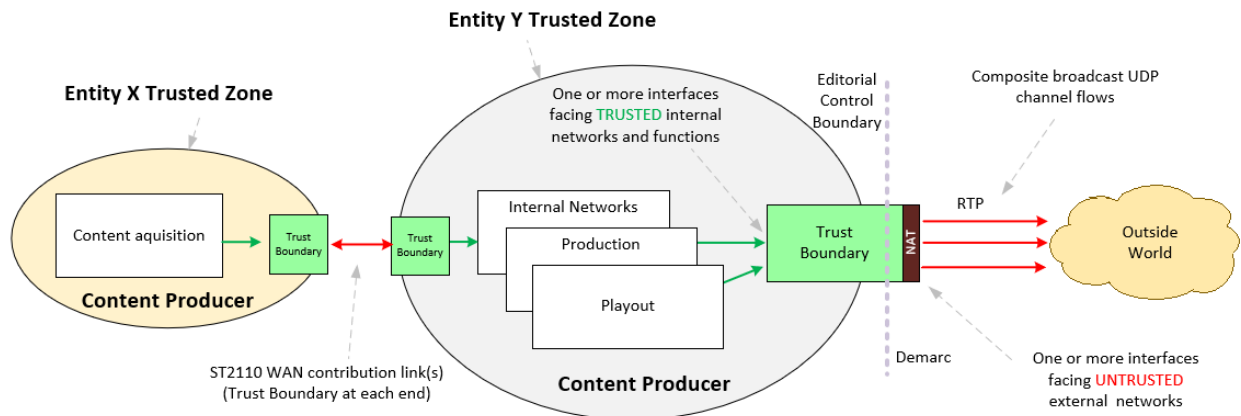 Entity Y Trusted Zone
Entity X Trusted Zone
One or more interfaces
facing TRUSTED internal
networks and functions
Editorial
Control
Boundary
Composite broadcast UDP
channel flows
Content aquisition
Trust
Boundary
Content Producer
Trust
Boundary
Internal Networks
Production
Playout
Content Producer
Trust
Boundary
NAT
RTP
Outside
World
ST2110 WAN contribution link(s)
(Trust Boundary at each end)
Demarc
One or more interfaces
facing UNTRUSTED
external networks